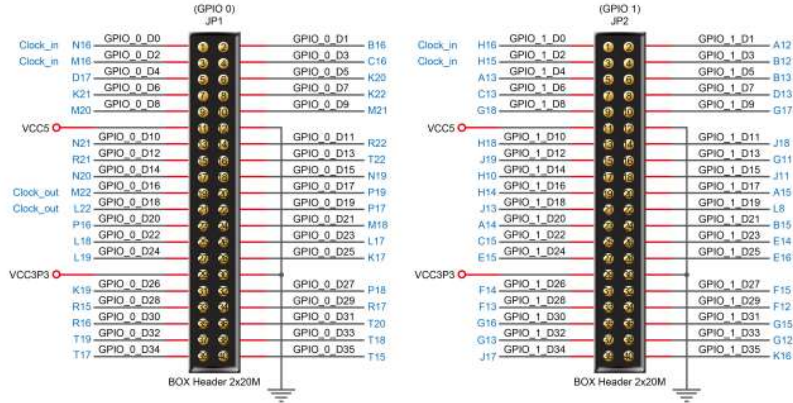 (GPIO 0)
JP1
Clock_in N16 GPIO_0_D0 1 2 GPIO_0_D1 B16
Clock_in M16 GPIO_0_D2 3 4 GPIO_0_D3 C16
D17 GPIO_0_D4 5 6 GPIO_0_D5 K20
K21 GPIO_0_D6 7 8 GPIO_0_D7 K22
M20 GPIO_0_D8 9 10 GPIO_0_D9 M21
VCC5 11 12
N21 GPIO_0_D10 13 14 GPIO_0_D11 R22
R21 GPIO_0_D12 15 16 GPIO_0_D13 T22
N20 GPIO_0_D14 17 18 GPIO_0_D15 N19
Clock_out M22 GPIO_0_D16 19 20 GPIO_0_D17 P19
Clock_out L22 GPIO_0_D18 21 22 GPIO_0_D19 P17
P16 GPIO_0_D20 23 24 GPIO_0_D21 M18
L18 GPIO_0_D22 25 26 GPIO_0_D23 L17
L19 GPIO_0_D24 27 28 GPIO_0_D25 K17
VCC3P3 29 30
K19 GPIO_0_D26 31 32 GPIO_0_D27 P18
R15 GPIO_0_D28 33 34 GPIO_0_D29 R17
R16 GPIO_0_D30 35 36 GPIO_0_D31 T20
T19 GPIO_0_D32 37 38 GPIO_0_D33 T18
T17 GPIO_0_D34 39 40 GPIO_0_D35 T15
BOX Header 2x20M
(GPIO 1)
JP2
Clock_in H16 GPIO_1_D0 1 2 GPIO_1_D1 A12
Clock_in H15 GPIO_1_D2 3 4 GPIO_1_D3 B12
A13 GPIO_1_D4 5 6 GPIO_1_D5 B13
C13 GPIO_1_D6 7 8 GPIO_1_D7 D13
G18 GPIO_1_D8 9 10 GPIO_1_D9 G17
VCC5 11 12
H18 GPIO_1_D10 13 14 GPIO_1_D11 J18
J19 GPIO_1_D12 15 16 GPIO_1_D13 G11
H10 GPIO_1_D14 17 18 GPIO_1_D15 J11
H14 GPIO_1_D16 19 20 GPIO_1_D17 A15
J13 GPIO_1_D18 21 22 GPIO_1_D19 L8
A14 GPIO_1_D20 23 24 GPIO_1_D21 B15
C15 GPIO_1_D22 25 26 GPIO_1_D23 E14
E15 GPIO_1_D24 27 28 GPIO_1_D25 E16
VCC3P3 29 30
F14 GPIO_1_D26 31 32 GPIO_1_D27 F15
F13 GPIO_1_D28 33 34 GPIO_1_D29 F12
G16 GPIO_1_D30 35 36 GPIO_1_D31 G15
G13 GPIO_1_D32 37 38 GPIO_1_D33 G12
J17 GPIO_1_D34 39 40 GPIO_1_D35 K16
BOX Header 2x20M